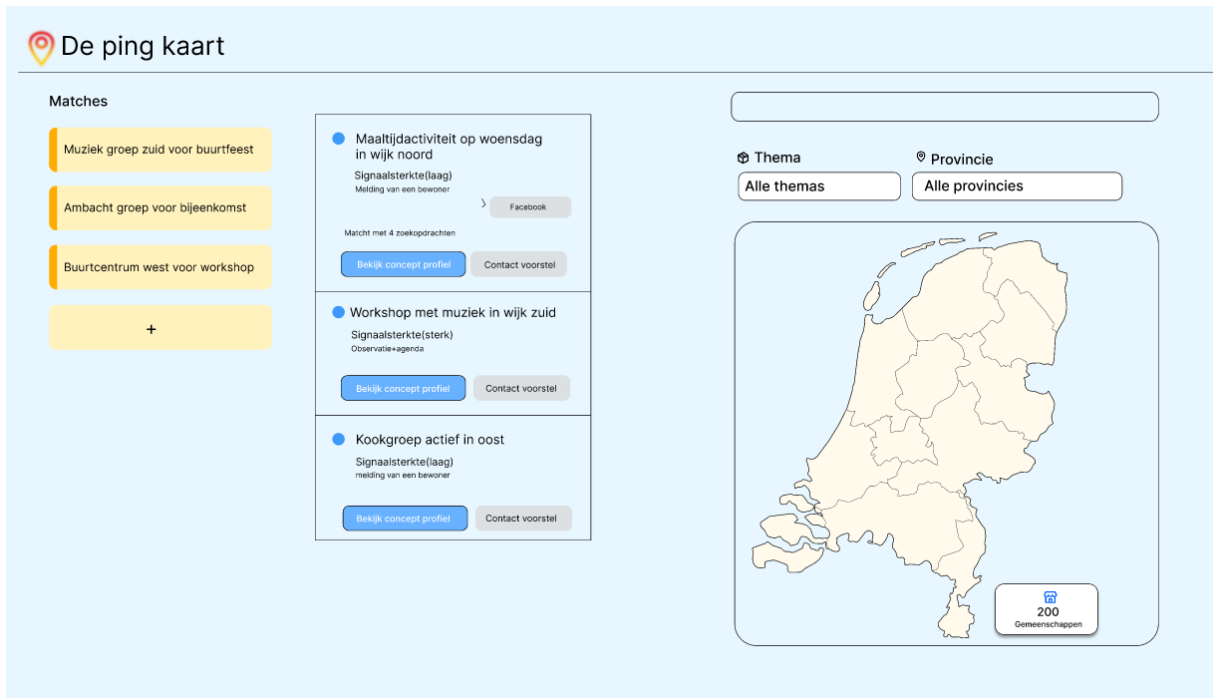 De ping kaart
Matches
Muziek groep zuid voor buurtfeest
Ambacht groep voor bijeenkomst
Buurtcentrum west voor workshop
+
Maaltijdactiviteit op woensdag
in wijk noord
Signaalsterkte(laag)
Melding van een bewoner
Facebook
Matcht met 4 zoekopdrachten
Bekijk concept profiel
Contact voorstel
Workshop met muziek in wijk zuid
Signaalsterkte(sterk)
Observatie+agenda
Bekijk concept profiel
Contact voorstel
Kookgroep actief in oost
Signaalsterkte(laag)
melding van een bewoner
Bekijk concept profiel
Contact voorstel
Thema
Provincie
Alle themas
Alle provincies
200
Gemeenschappen